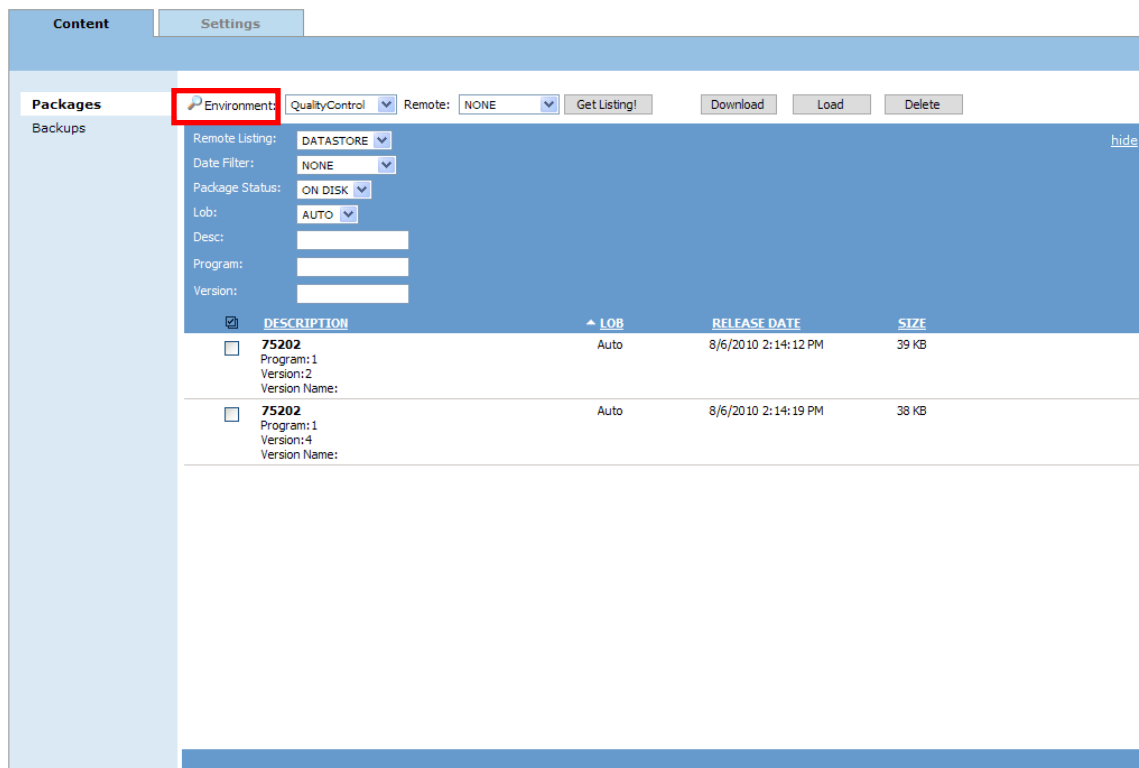 Content Settings
Packages
Backups
Environment: QualityControl Remote: NONE Get Listing! Download Load Delete
Remote Listing: DATASTORE hide
Date Filter: NONE
Package Status: ON DISK
Lob: AUTO
Desc:
Program:
Version:
DESCRIPTION LOB RELEASE DATE SIZE
75202 Auto 8/6/2010 2:14:12 PM 39 KB
Program:1
Version:2
Version Name:
75202 Auto 8/6/2010 2:14:19 PM 38 KB
Program:1
Version:4
Version Name: